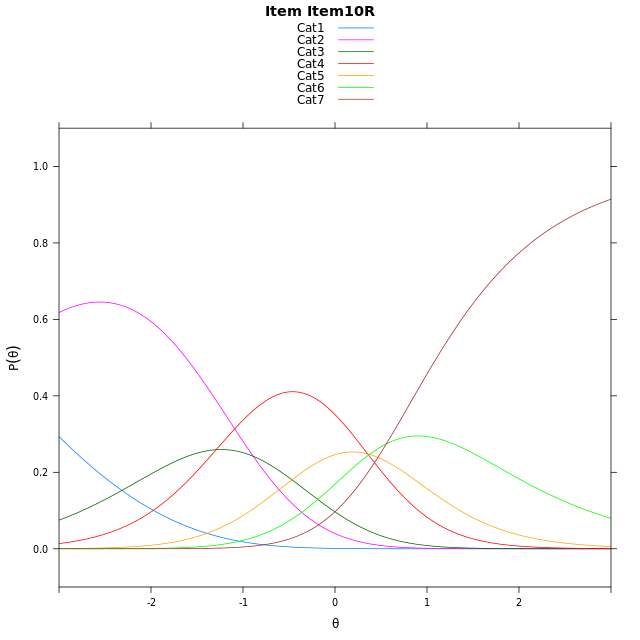 Item Item10R
Cat1
Cat2
Cat3
Cat4
Cat5
Cat6
Cat7
1.0
0.8
0.6
0.4
0.2
0.0
P(θ)
-2 -1 0 1 2
θ